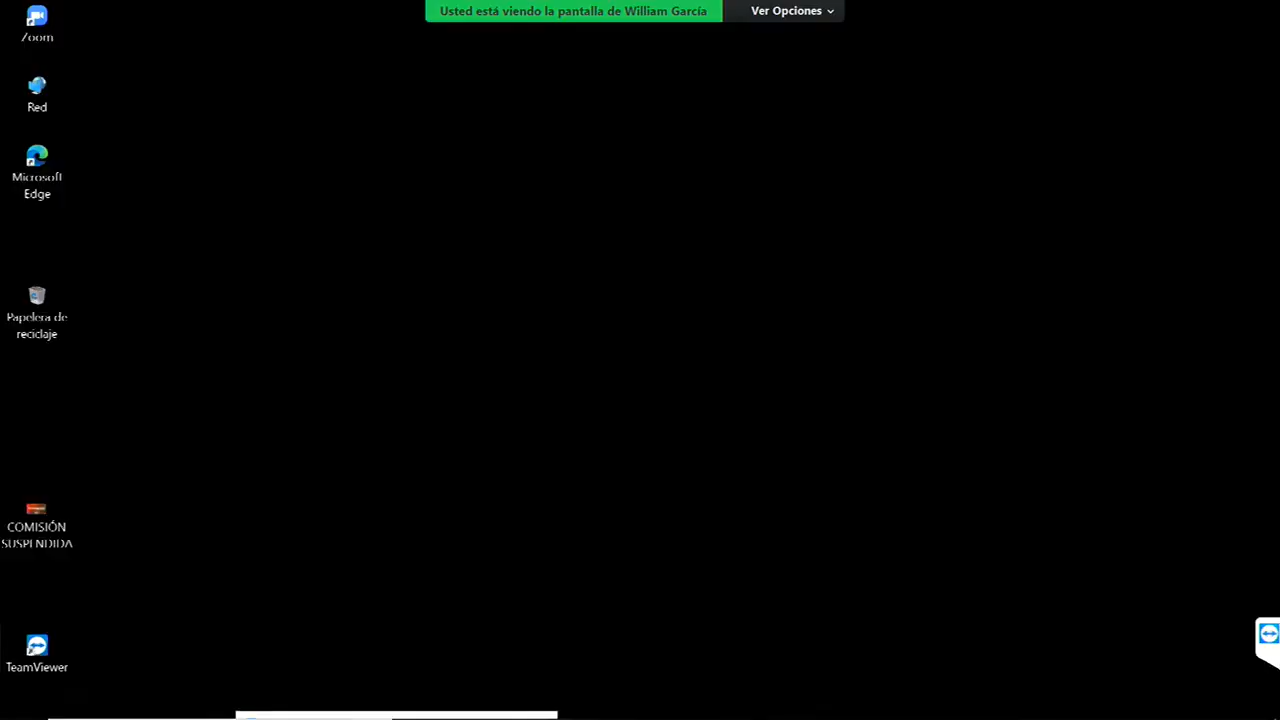 Usted está viendo la pantalla de William García
Ver Opciones
Zoom
Red
Microsoft
Edge
Papelera de
reciclaje
COMISIÓN
SUSPENDIDA
TeamViewer